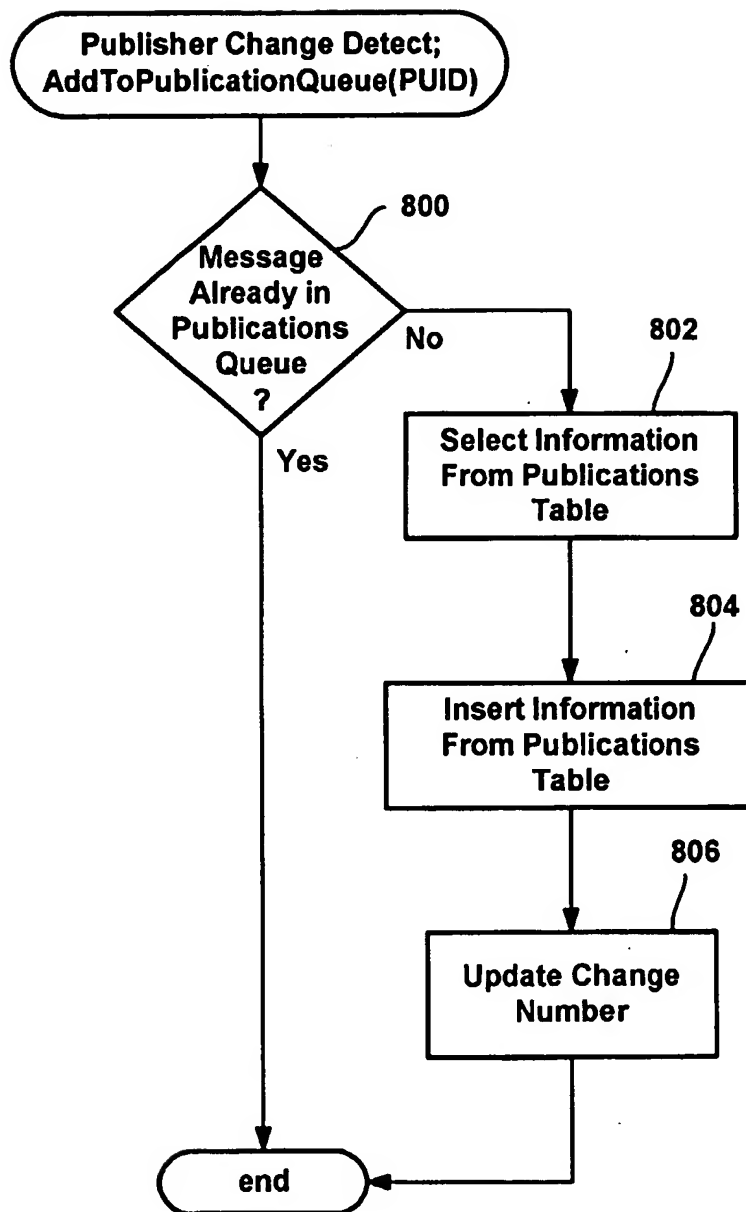 Publisher Change Detect;
AddToPublicationQueue(PUID)
800
Message
Already in
Publications
Queue
?
No
Yes
802
Select Information
From Publications
Table
804
Insert Information
From Publications
Table
806
Update Change
Number
end